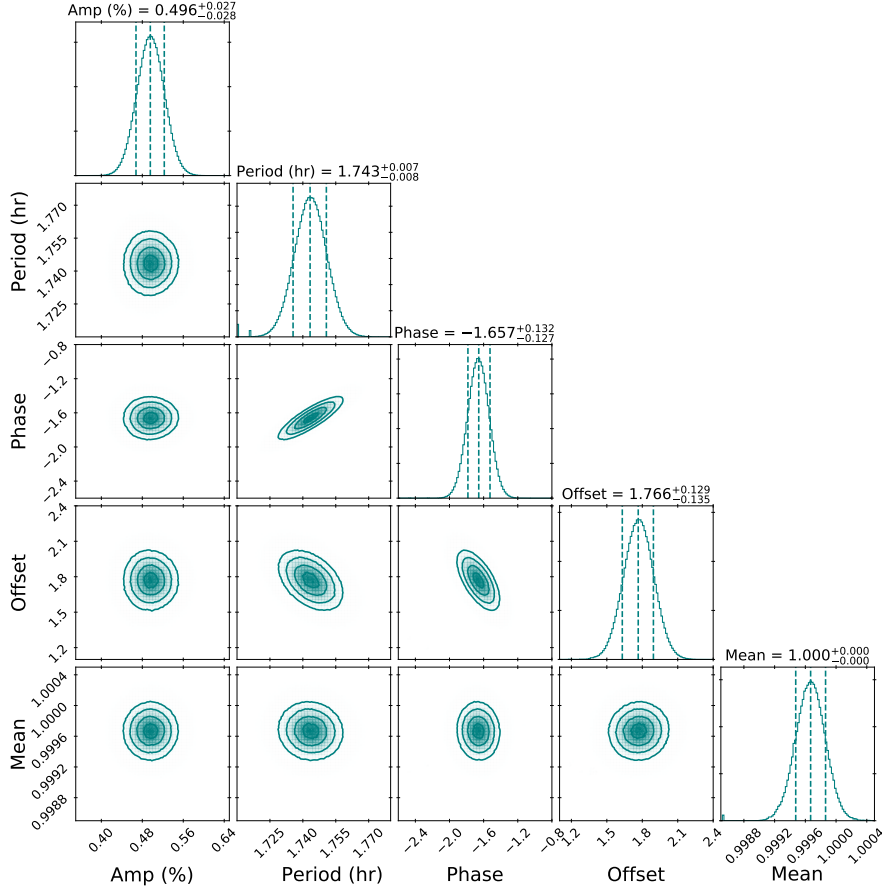 Amp (%) = 0.496+0.027 −0.028
Period (hr) = 1.743+0.007 −0.008
Period (hr)
1.770
1.755
1.740
1.725
Phase = −1.657+0.132 −0.127
Phase
−0.8
−1.2
−1.6
−2.0
−2.4
Offset = 1.766+0.129 −0.135
Offset
2.4
2.1
1.8
1.5
1.2
Mean = 1.000+0.000 −0.000
Mean
1.0004
1.0000
0.9996
0.9992
0.9988
0.40 0.48 0.56 0.64
1.725 1.740 1.755 1.770
−2.4 −2.0 −1.6 −1.2 −0.8
1.2 1.5 1.8 2.1 2.4
0.9988 0.9992 0.9996 1.0000 1.0004
Amp (%) Period (hr) Phase Offset Mean